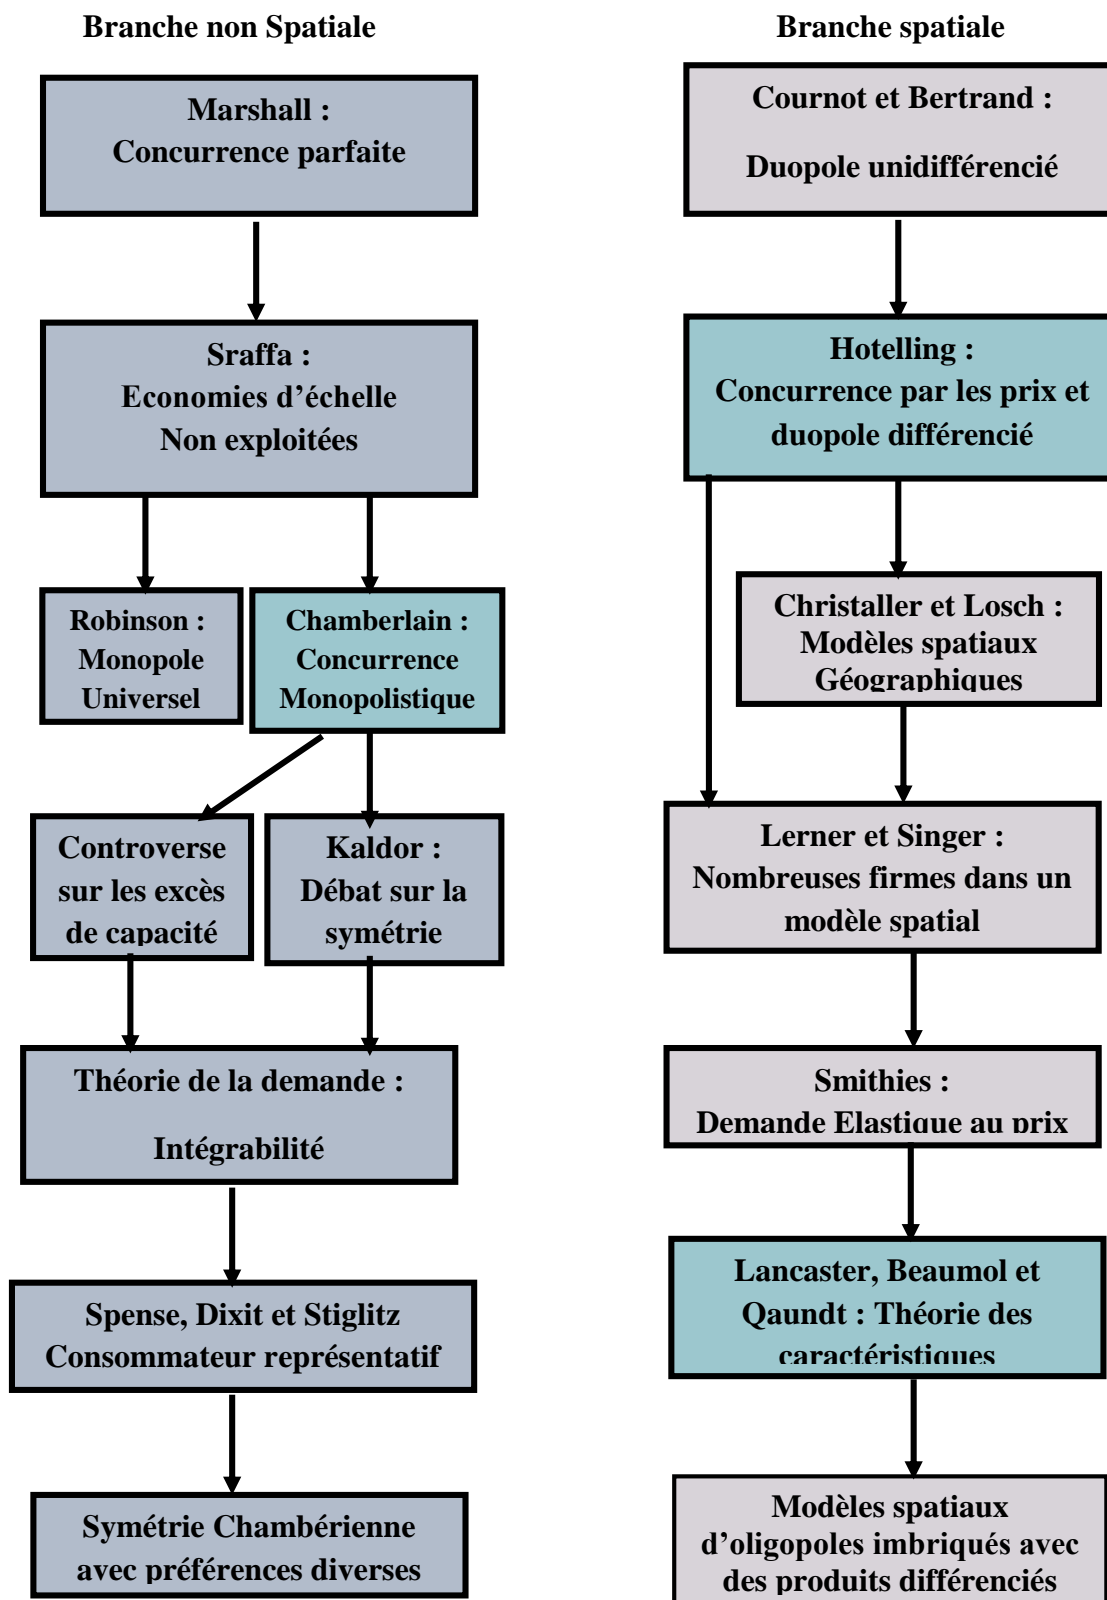 Branche non Spatiale
Marshall :
Concurrence parfaite
Sraffa :
Economies d’échelle
Non exploitées
Robinson :
Monopole
Universel
Chamberlain :
Concurrence
Monopolistique
Controverse
sur les excès
de capacité
Kaldor :
Débat sur la
symétrie
Théorie de la demande :
Intégrabilité
Spense, Dixit et Stiglitz
Consommateur représentatif
Symétrie Chambérienne
avec préférences diverses
Branche spatiale
Cournot et Bertrand :
Duopole unidifférencié
Hotelling :
Concurrence par les prix et
duopole différencié
Christaller et Losch :
Modèles spatiaux
Géographiques
Lerner et Singer :
Nombreuses firmes dans un
modèle spatial
Smithies :
Demande Elastique au prix
Lancaster, Beaumol et
Qaundt : Théorie des
caractéristiques
Modèles spatiaux
d’oligopoles imbriqués avec
des produits différenciés